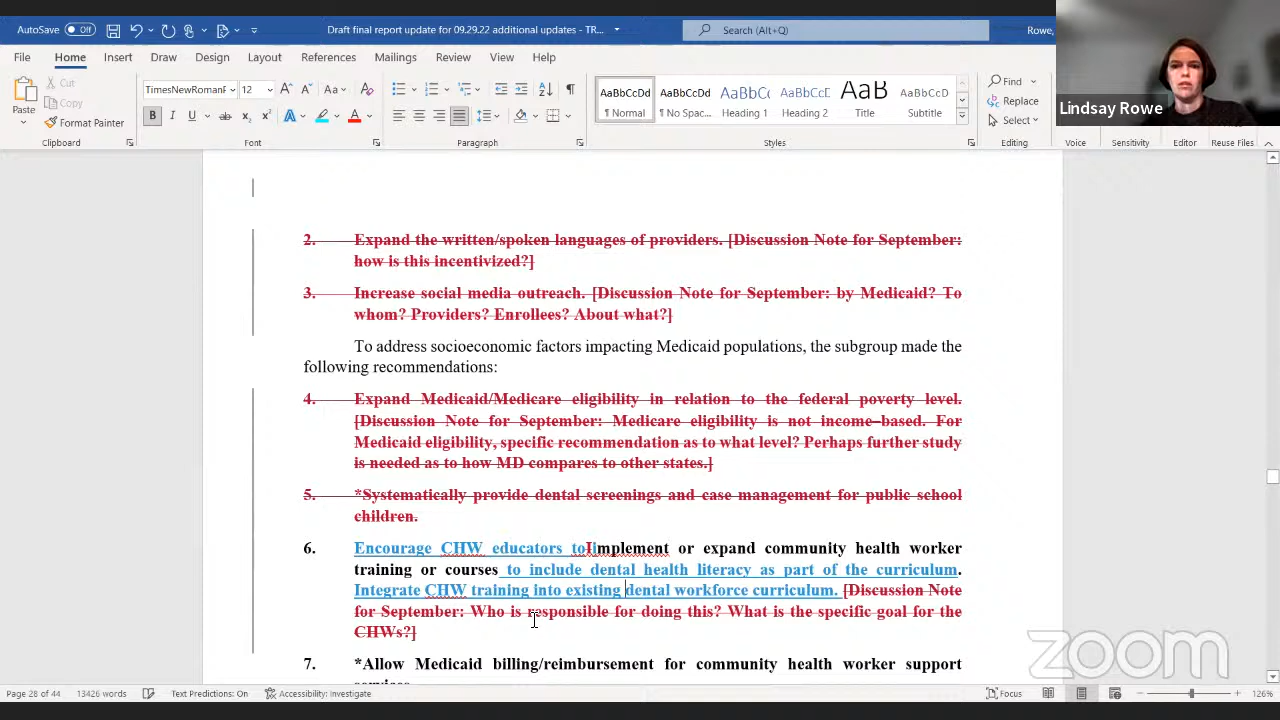 AutoSave Off Draft final report update for 09.29.22 additional updates - TR... Search (Alt+Q) Rowe,
File Home Insert Draw Design Layout References Mailings Review View Help
Cut
Copy
Format Painter
Paste
TimesNewRomanF 12
AaBbCcDd AaBbCcDd AaBbCc AaBbCcE AaB AaBbCcD
¶ Normal ¶ No Spac... Heading 1 Heading 2 Title Subtitle
Find
Replace
Select
Lindsay Rowe
Clipboard Font Paragraph Styles Editing Voice Sensitivity Editor Reuse Files
2. Expand the written/spoken languages of providers. [Discussion Note for September:
how is this incentivized?]
3. Increase social media outreach. [Discussion Note for September: by Medicaid? To
whom? Providers? Enrollees? About what?]
To address socioeconomic factors impacting Medicaid populations, the subgroup made the
following recommendations:
4. Expand Medicaid/Medicare eligibility in relation to the federal poverty level.
[Discussion Note for September: Medicare eligibility is not income–based. For
Medicaid eligibility, specific recommendation as to what level? Perhaps further study
is needed as to how MD compares to other states.]
5. *Systematically provide dental screenings and case management for public school
children.
6. Encourage CHW educators toIimplement or expand community health worker
training or courses to include dental health literacy as part of the curriculum.
Integrate CHW training into existing dental workforce curriculum. [Discussion Note
for September: Who is responsible for doing this? What is the specific goal for the
CHWs?]
7. *Allow Medicaid billing/reimbursement for community health worker support
services.
zoom
Page 28 of 44 13426 words Text Predictions: On Accessibility: Investigate Focus 126%